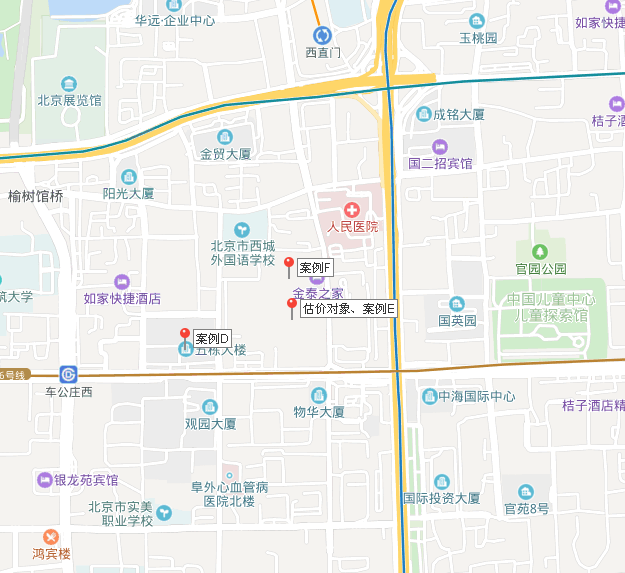 华远·企业中心
西直门
玉桃园
如家快捷
北京展览馆
成铭大厦
桔子酒
金贸大厦
国二招宾馆
阳光大厦
榆树馆桥
人民医院
北京市西城
外国语学校
案例F
官园公园
筑大学
如家快捷酒店
金泰之家
估价对象、案例E
中国儿童中心
儿童探索馆
国英园
案例D
五栋大楼
6号线
车公庄西
观园大厦
物华大厦
中海国际中心
桔子酒店精
银龙苑宾馆
阜外心血管病
医院北楼
国际投资大厦
北京市实美
职业学校
官苑8号
鸿宾楼